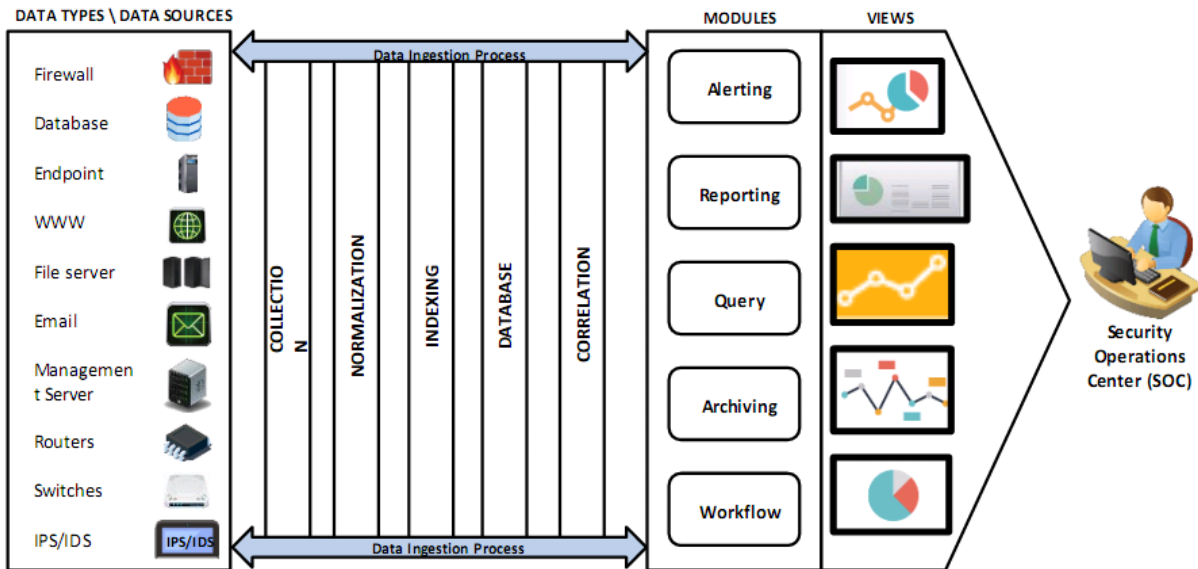 DATA TYPES \ DATA SOURCES
MODULES
VIEWS
Data Ingestion Process
Firewall
Database
Endpoint
WWW
File server
Email
Managemen
t Server
Routers
Switches
IPS/IDS
IPS/IDS
COLLECTIO
N
NORMALIZATION
INDEXING
DATABASE
CORRELATION
Alerting
Reporting
Query
Archiving
Workflow
Security
Operations
Center (SOC)
Data Ingestion Process